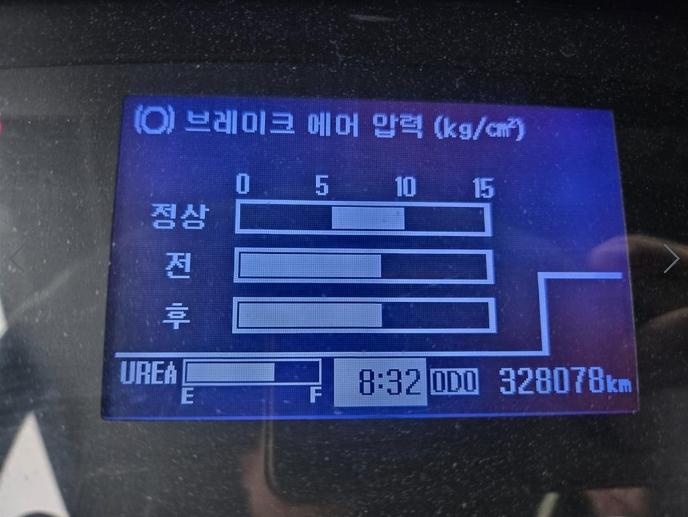 브레이크 에어 압력 (kg/cm²)
0 5 10 15
정상
전
후
UREA E F 8:32 ODO 328078km